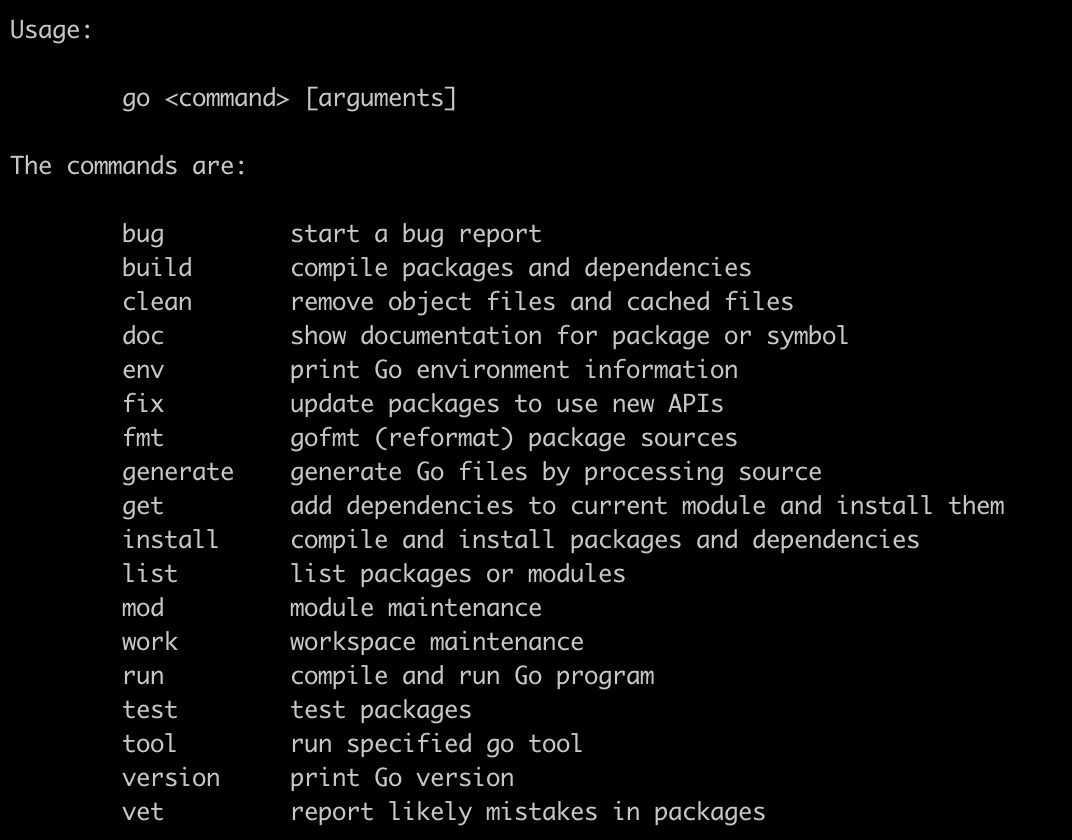 Usage:
go <command> [arguments]
The commands are:
bug start a bug report
build compile packages and dependencies
clean remove object files and cached files
doc show documentation for package or symbol
env print Go environment information
fix update packages to use new APIs
fmt gofmt (reformat) package sources
generate generate Go files by processing source
get add dependencies to current module and install them
install compile and install packages and dependencies
list list packages or modules
mod module maintenance
work workspace maintenance
run compile and run Go program
test test packages
tool run specified go tool
version print Go version
vet report likely mistakes in packages